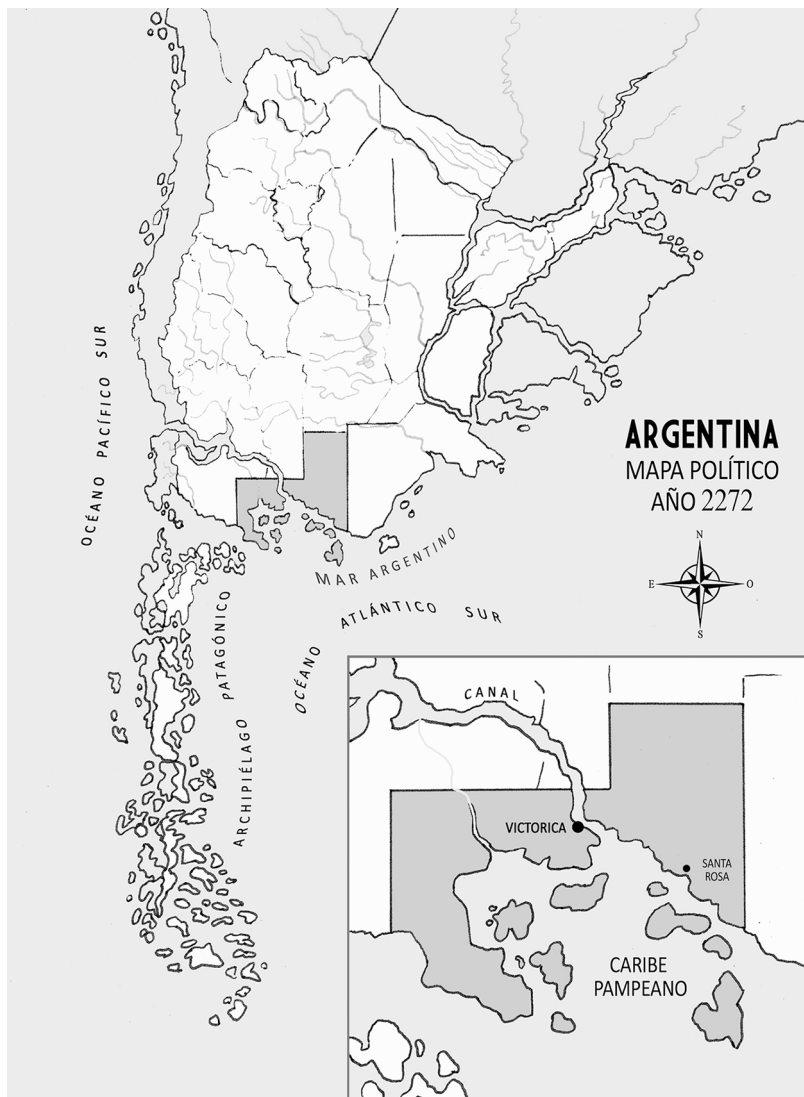 OCÉANO PACÍFICO SUR
ARGENTINA
MAPA POLÍTICO
AÑO 2272
N
E
O
S
MAR ARGENTINO
OCÉANO ATLÁNTICO SUR
ARCHIPIÉLAGO PATAGÓNICO
CANAL
VICTORICA
SANTA
ROSA
CARIBE
PAMPEANO